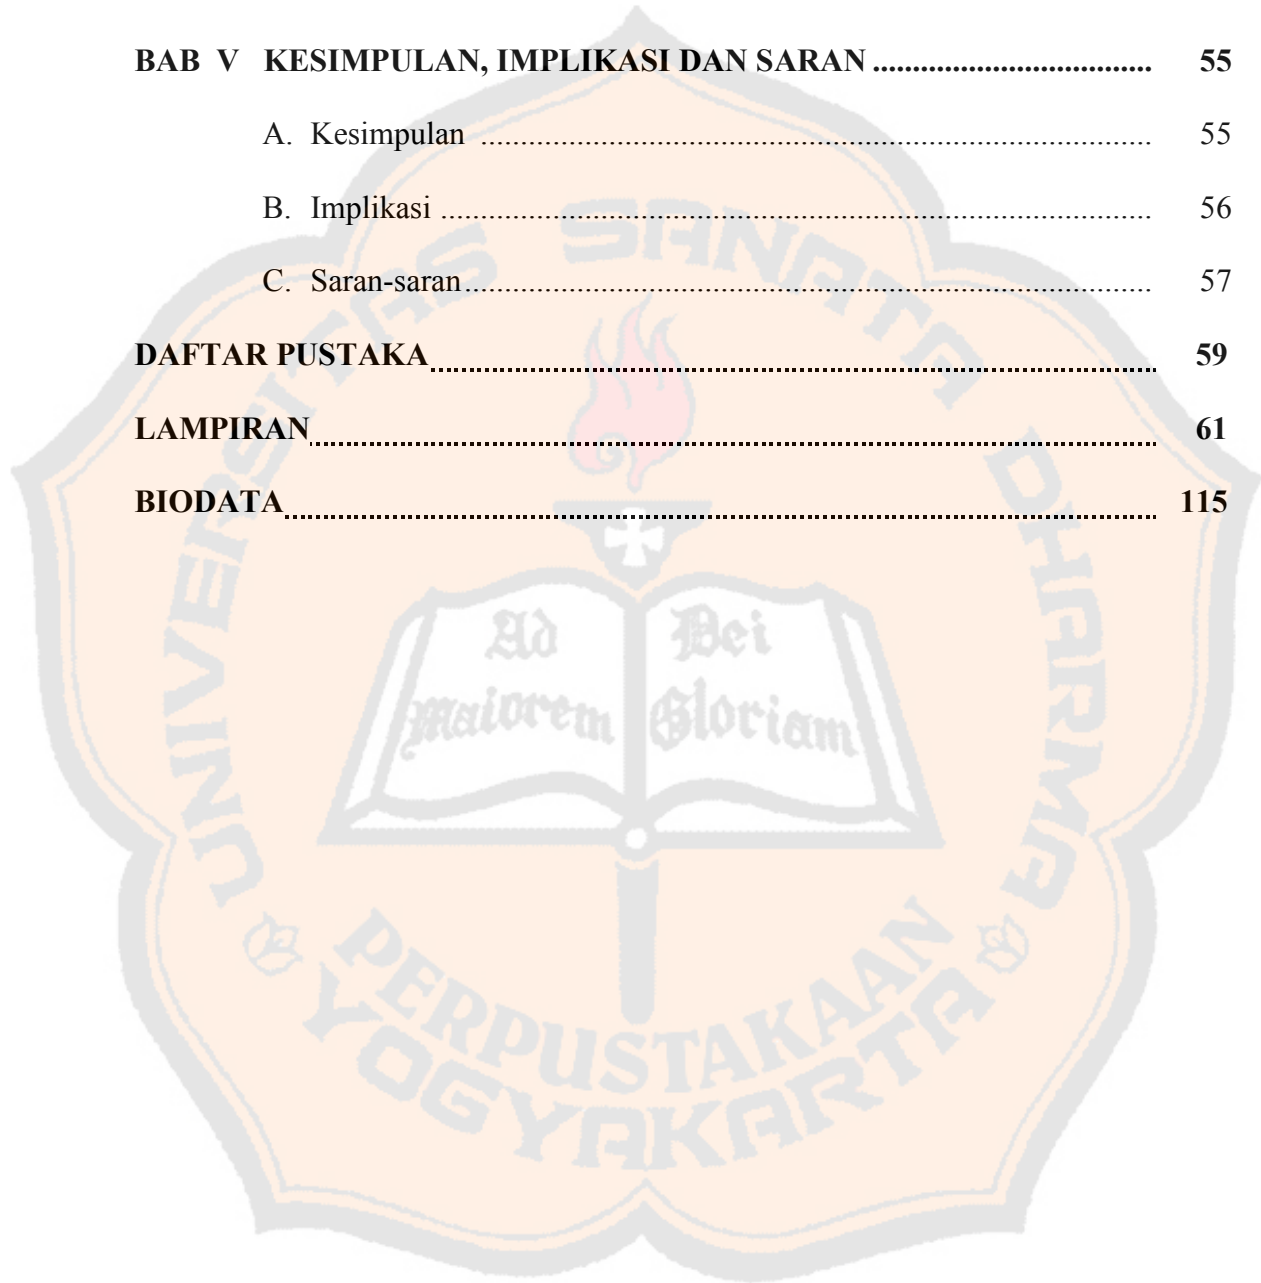 BAB V KESIMPULAN, IMPLIKASI DAN SARAN ................................... 55
A. Kesimpulan ..................................................................................... 55
B. Implikasi .......................................................................................... 56
C. Saran-saran ....................................................................................... 57
DAFTAR PUSTAKA ............................................................................ 59
LAMPIRAN ......................................................................................... 61
BIODATA ............................................................................................ 115
UNIVERSITAS SANATA DHARMA
Ad Dei
Maiorem Gloriam
PERPUSTAKAAN
YOGYAKARTA